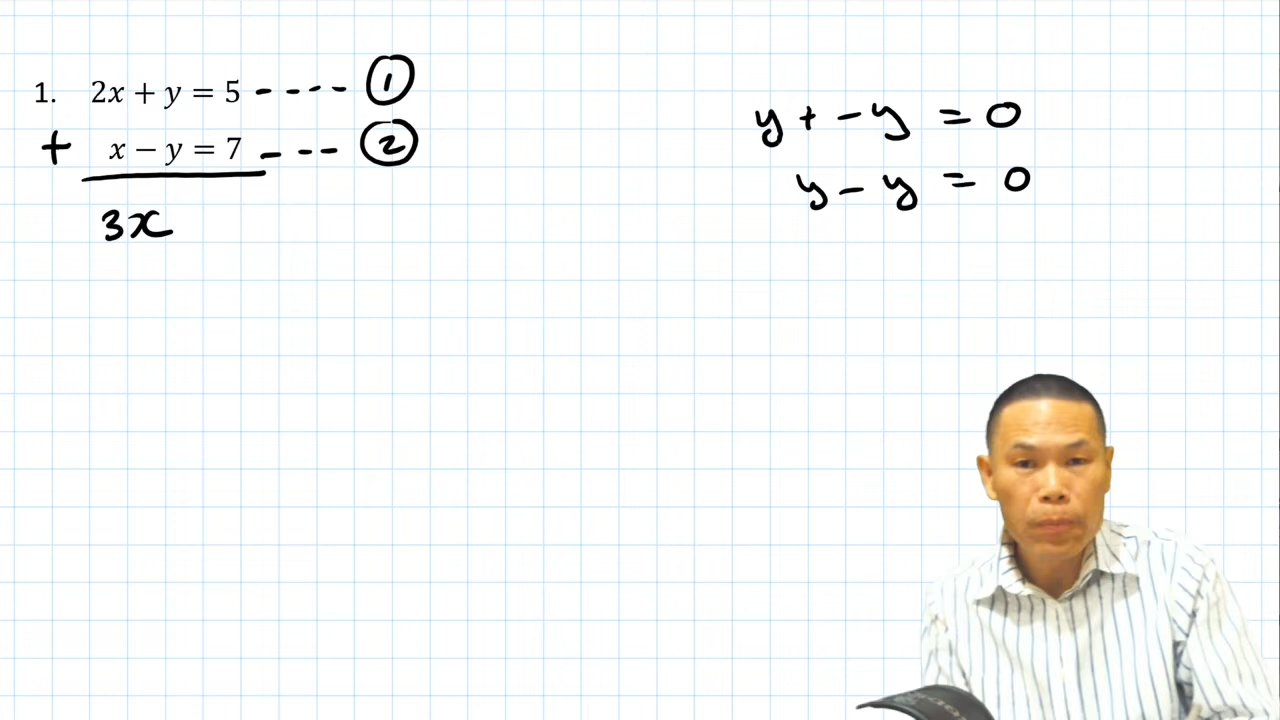 1. 2x + y = 5 - - - - ①
+ x − y = 7 - - - ②
3x
y + - y = 0
y - y = 0